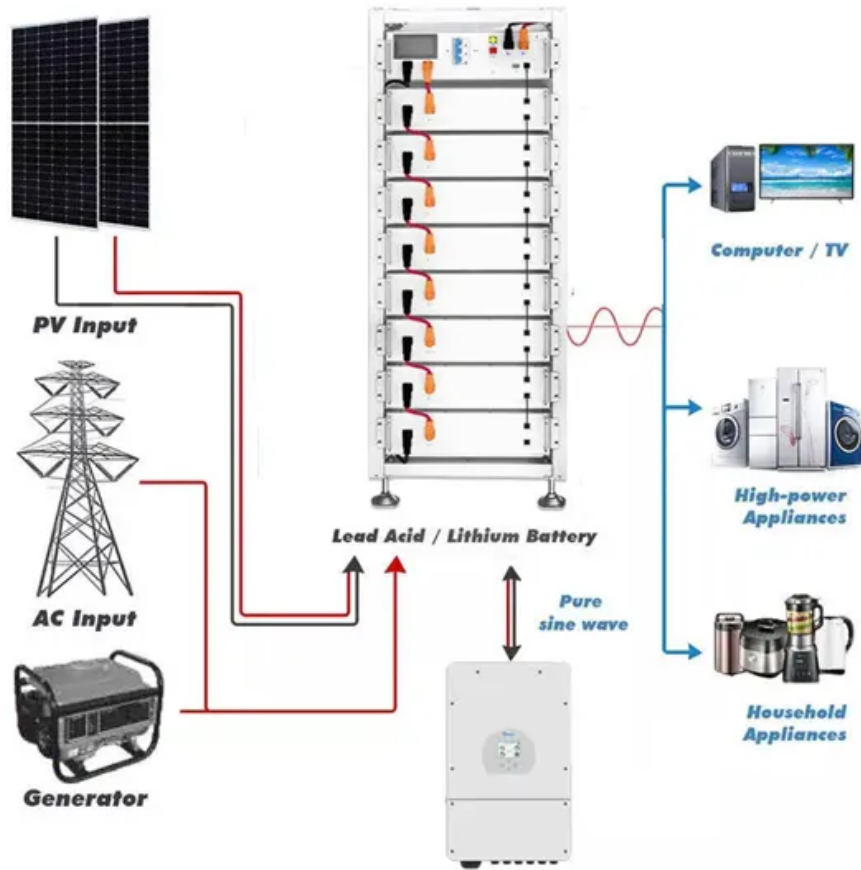 PV Input
AC Input
Generator
Lead Acid / Lithium Battery
Pure
sine wave
Computer / TV
High-power
Appliances
Household
Appliances